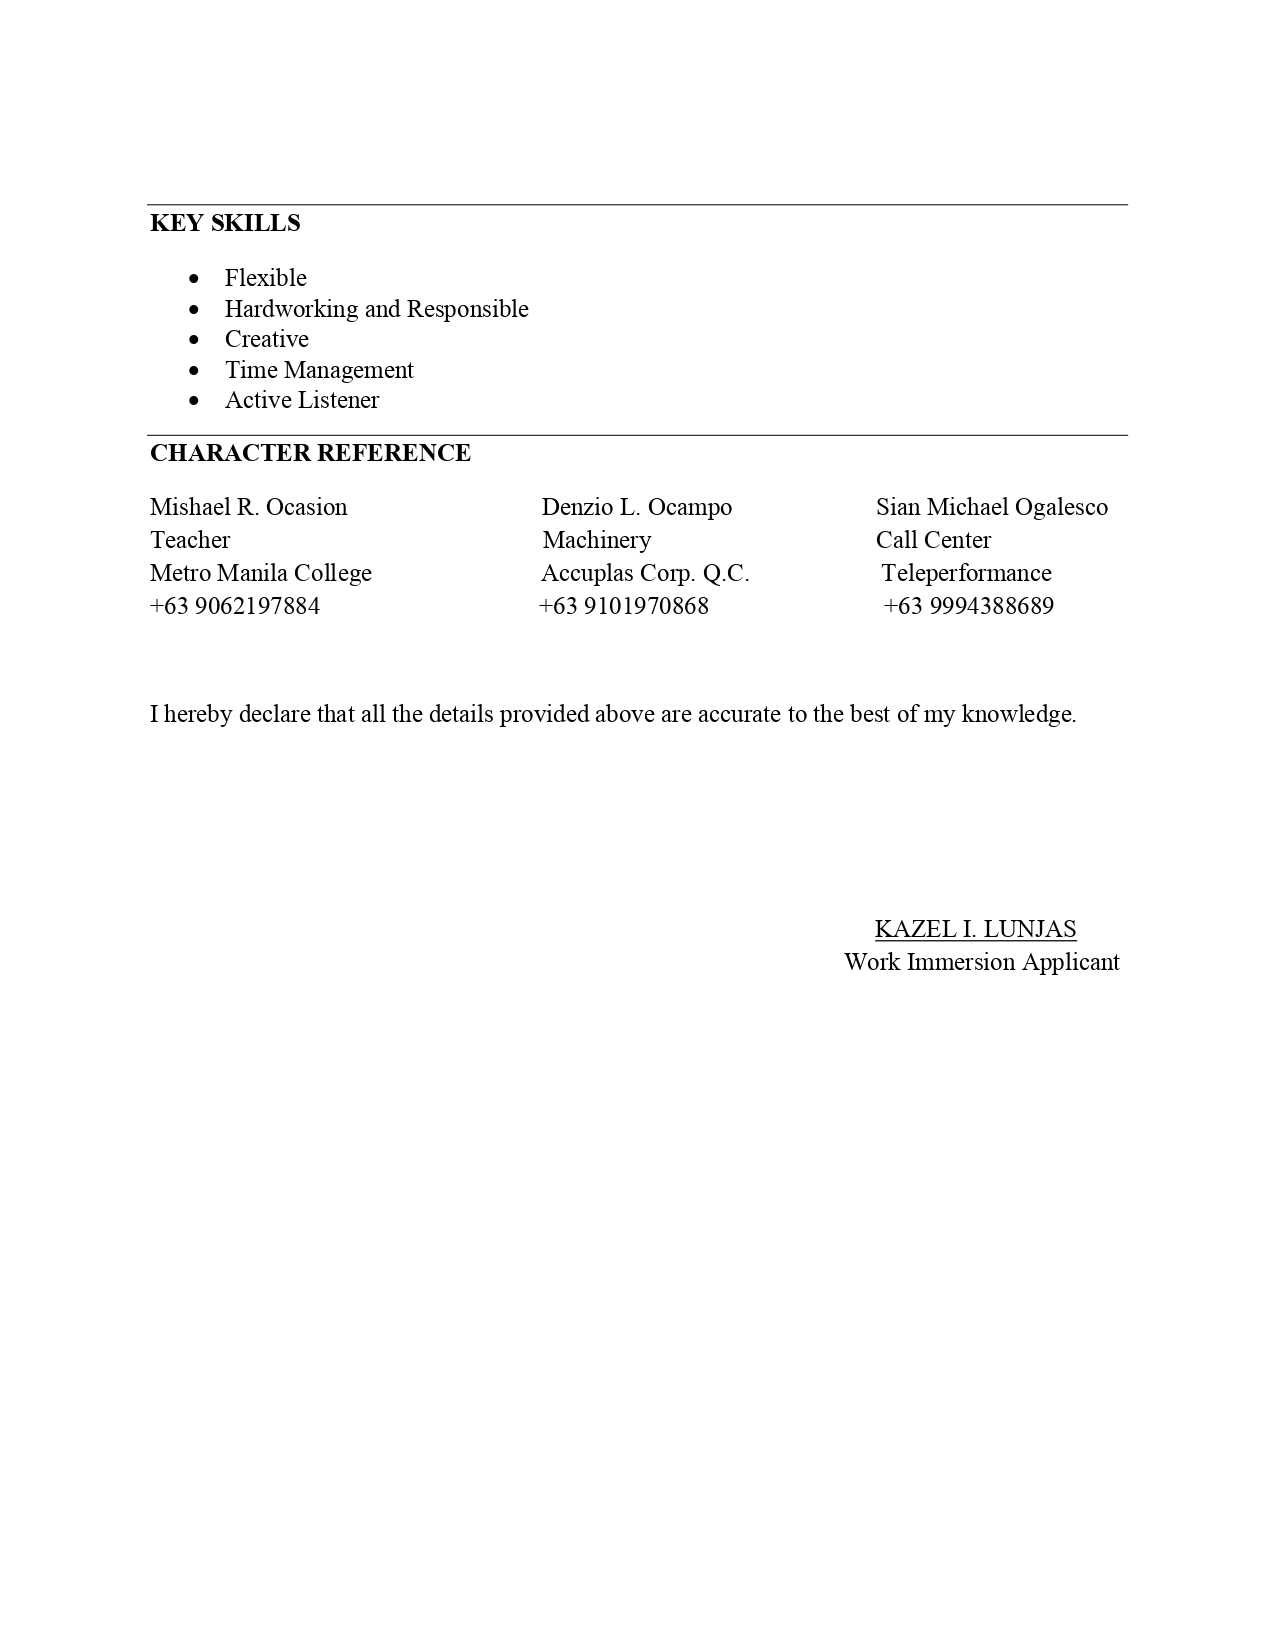 KEY SKILLS
• Flexible
• Hardworking and Responsible
• Creative
• Time Management
• Active Listener
CHARACTER REFERENCE
Mishael R. Ocasion Denzio L. Ocampo Sian Michael Ogalesco
Teacher Machinery Call Center
Metro Manila College Accuplas Corp. Q.C. Teleperformance
+63 9062197884 +63 9101970868 +63 9994388689
I hereby declare that all the details provided above are accurate to the best of my knowledge.
KAZEL I. LUNJAS
Work Immersion Applicant